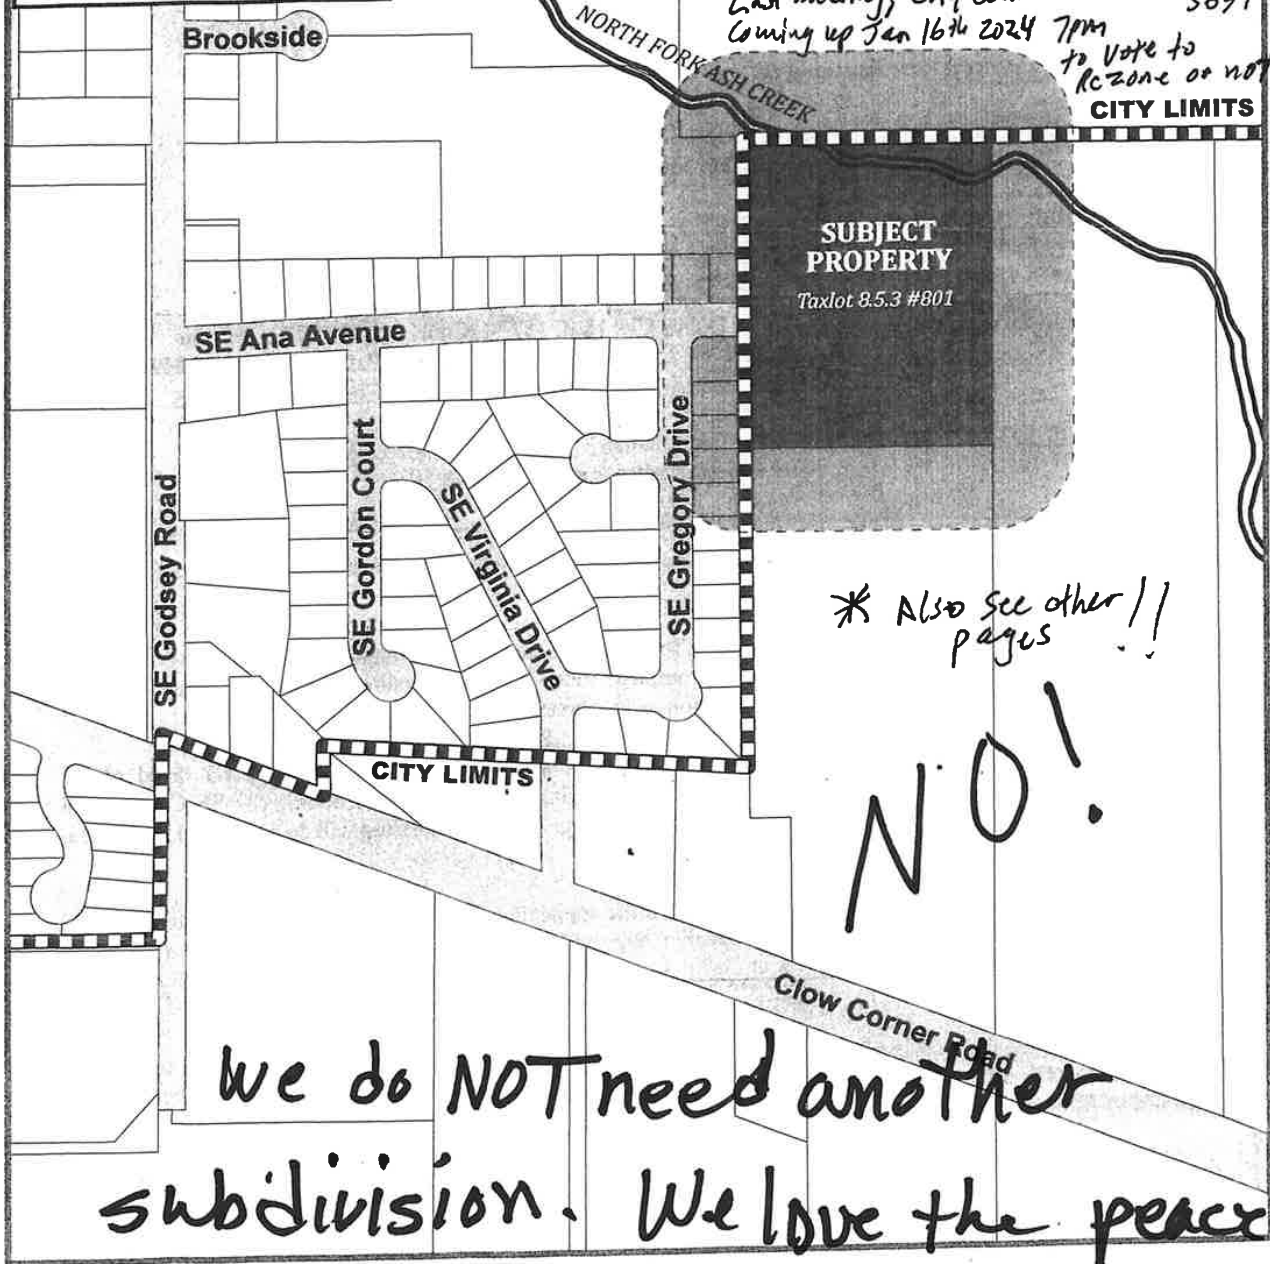 Brookside
NORTH FORK ASH CREEK
Last meeting, City
Coming up Jan 16th 2024 7pm
to vote to
ReZone or not
CITY LIMITS
SUBJECT
PROPERTY
Taxlot 8.5.3 #801
SE Ana Avenue
SE Godsey Road
SE Gordon Court
SE Virginia Drive
SE Gregory Drive
* Also see other!!
pages
NO!
CITY LIMITS
Clow Corner Road
we do NOT need another
subdivision. We love the peace